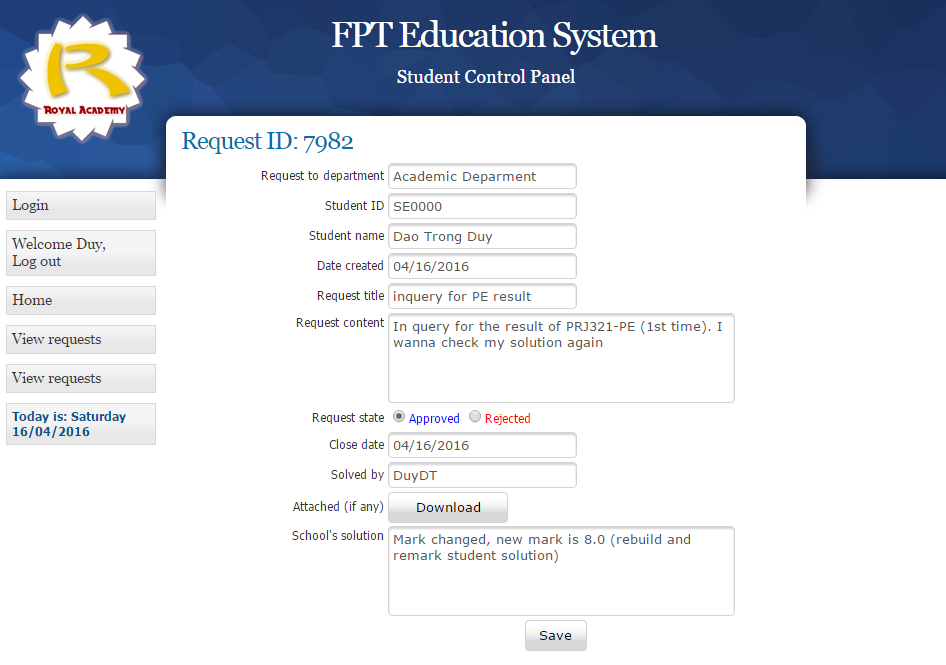 FPT Education System
Student Control Panel
R
ROYAL ACADEMY
Login
Welcome Duy,
Log out
Home
View requests
View requests
Today is: Saturday
16/04/2016
Request ID: 7982
Request to department Academic Deparment
Student ID SE0000
Student name Dao Trong Duy
Date created 04/16/2016
Request title inquery for PE result
Request content In query for the result of PRJ321-PE (1st time). I
wanna check my solution again
Request state Approved Rejected
Close date 04/16/2016
Solved by DuyDT
Attached (if any) Download
School's solution Mark changed, new mark is 8.0 (rebuild and
remark student solution)
Save